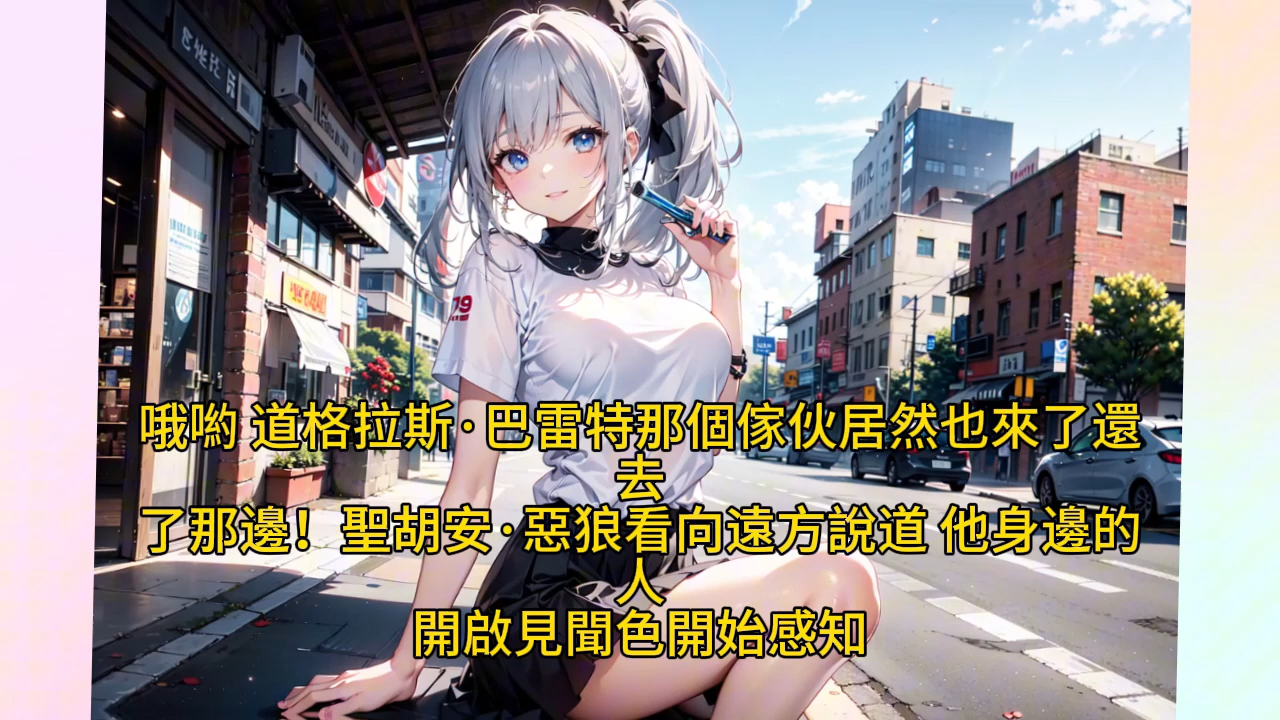 哦喲 道格拉斯·巴雷特那個傢伙居然也來了還
去
了那邊！聖胡安·惡狼看向遠方說道 他身邊的
人
開啟見聞色開始感知
79